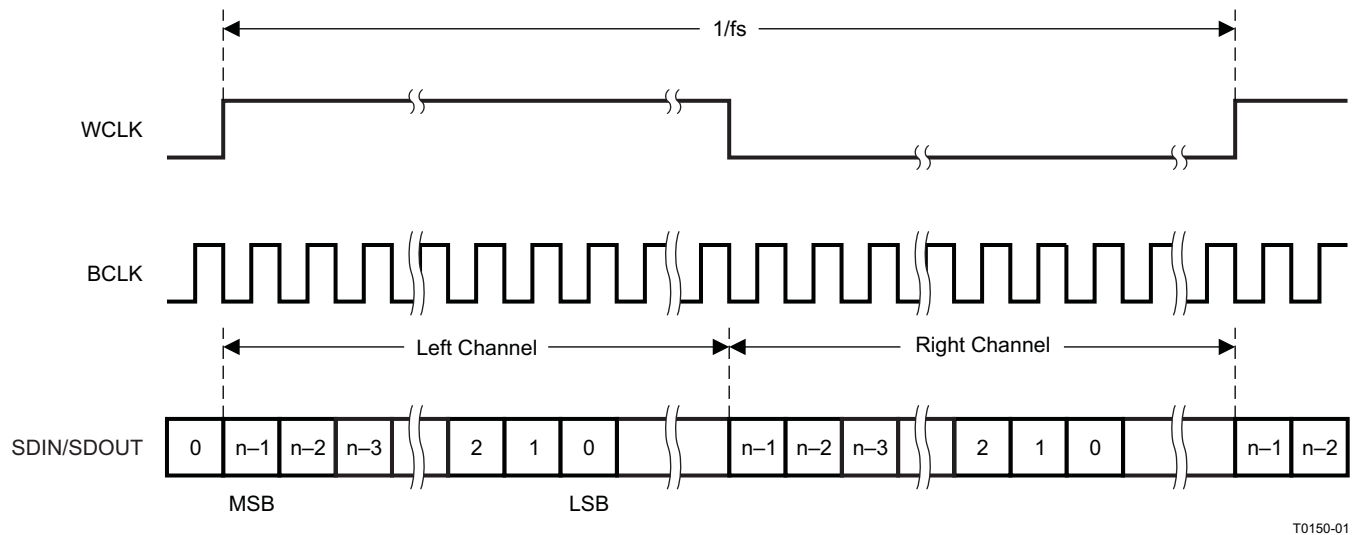 1/fs
WCLK
BCLK
Left Channel
Right Channel
SDIN/SDOUT 0 n–1 n–2 n–3 2 1 0 n–1 n–2 n–3 2 1 0 n–1 n–2
MSB LSB
T0150-01